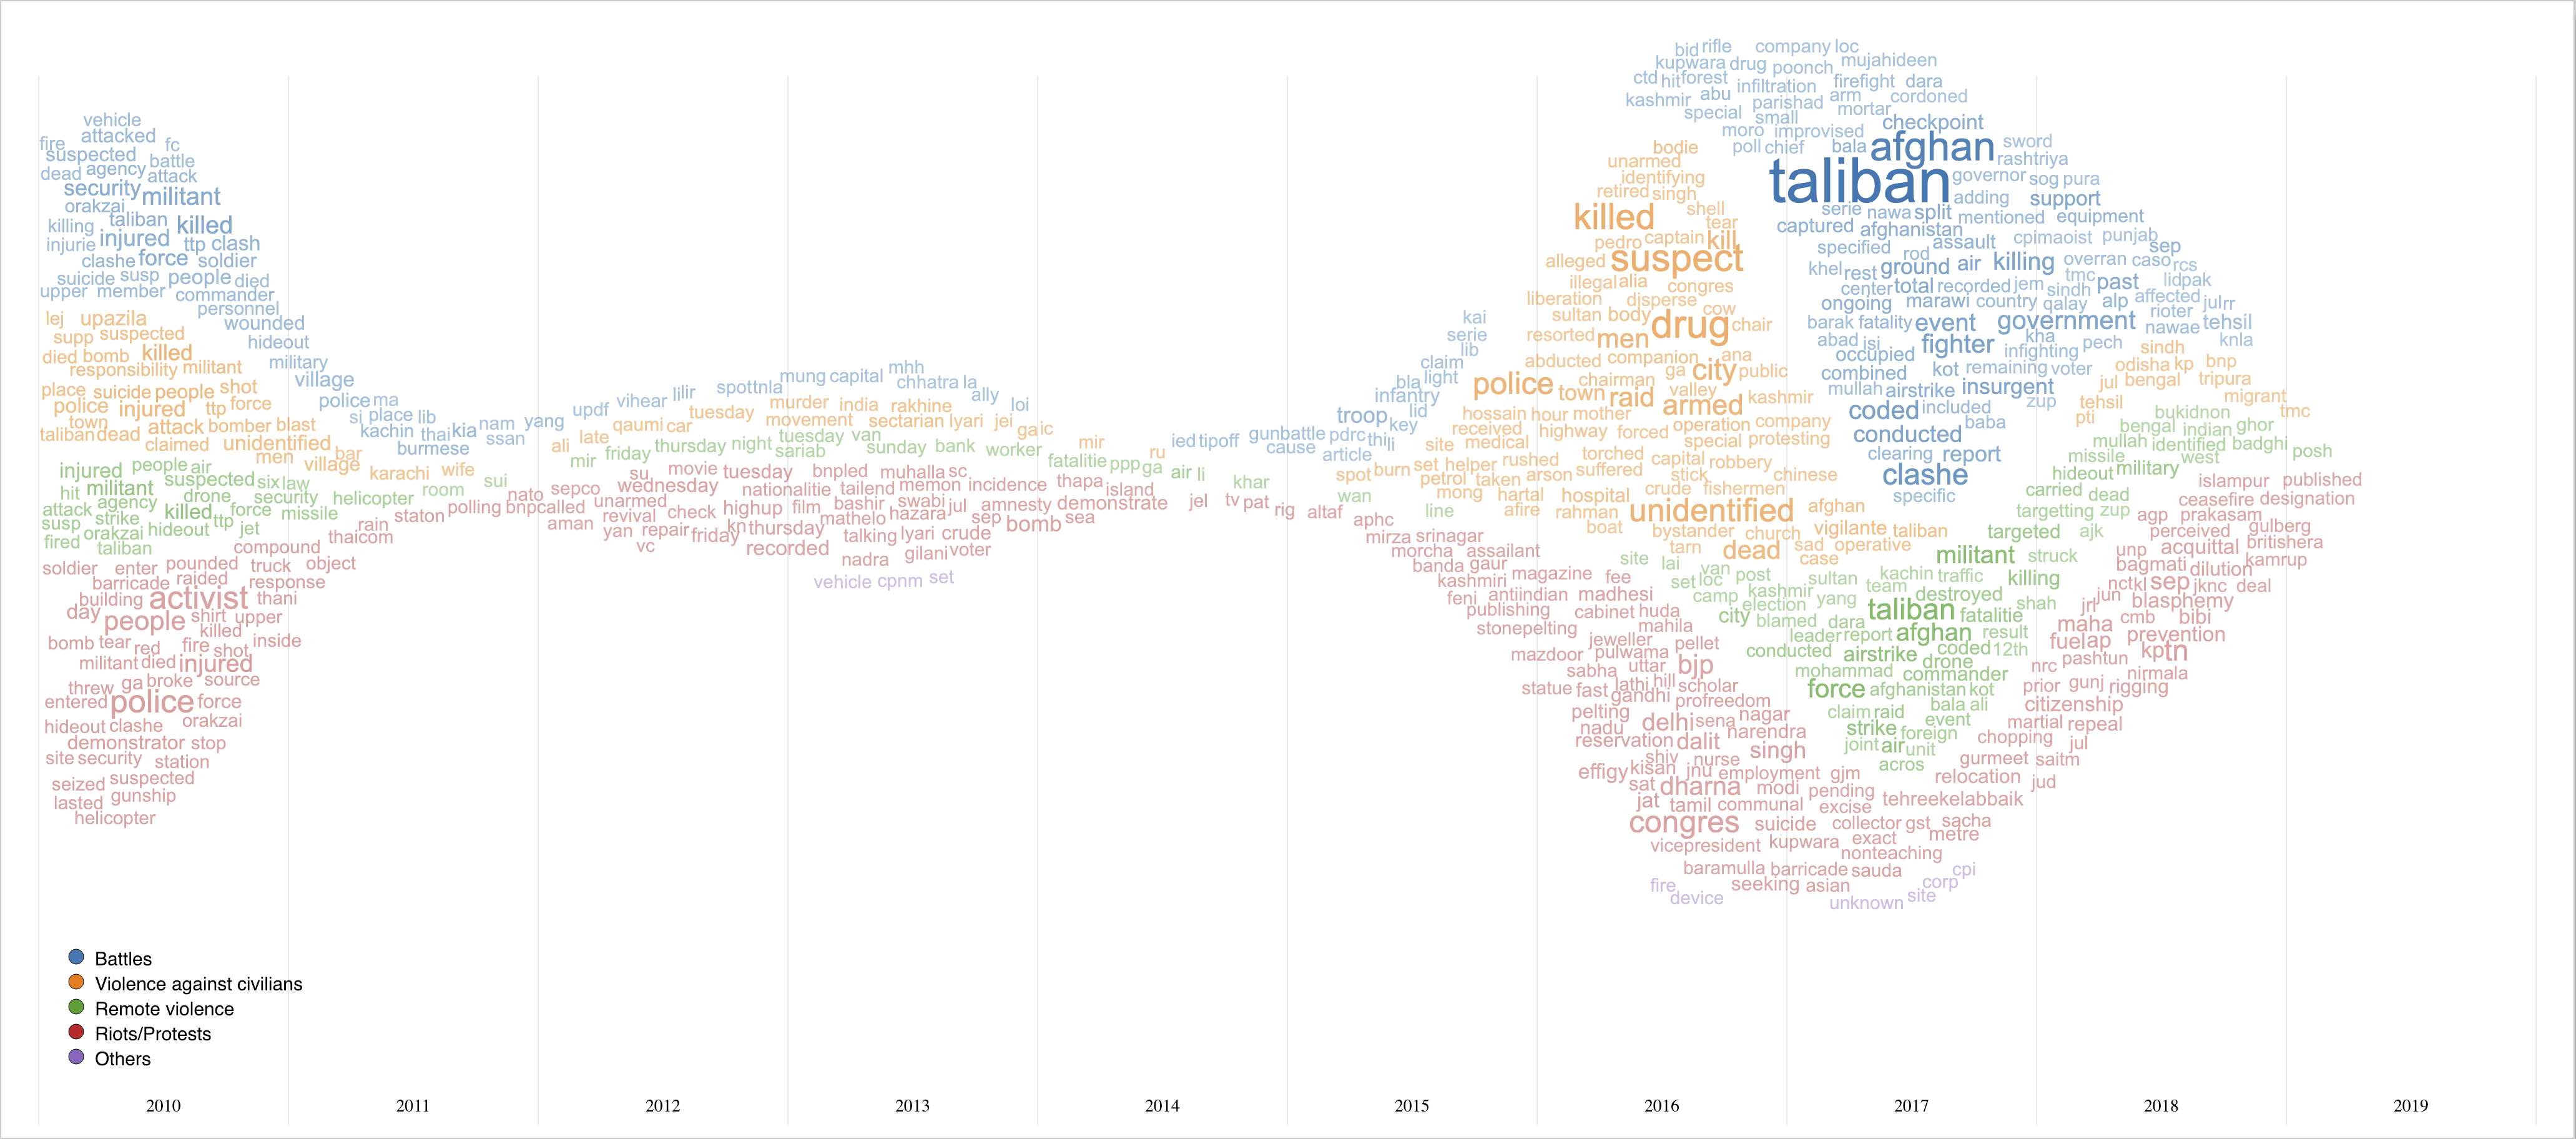 vehicle
attacked
fire fc
suspected battle
dead agency attack
security militant
orakzai
killing taliban killed
injurie injured ttp clash
clashe force soldier
suicide susp people died
upper member commander
personnel
wounded
hideout
military
village
police ma
si place lib
kachin thai kia nam yang
burmese ssan
updf vihear lilir spottnla mung capital mhh
chhatra la ally loi
kai
serie
lib
claim
bla light
infantry
troop lid
key
ied tipoff gunbattle pdrc thili
cause article
bid rifle company loc
kupwara drug poonch mujahideen
ctd hit forest infiltration firefight dara
kashmir abu parishad arm cordoned
special small mortar
moro improvised checkpoint
poll chief bala afghan sword
rashtriya
taliban governor sog pura
adding support
serie nawa split mentioned equipment
captured afghanistan
specified rod assault cpimaoist punjab sep
khel rest ground air killing overran caso rcs
center total recorded jem sindh tmc past lidpak
ongoing marawi country qalay alp affected julrr
barak fatality event government rioter nawae tehsil
abad isi fighter kha pech knla
occupied infighting
combined kot remaining voter
mullah airstrike insurgent
coded included zup
baba
conducted
clearing report
clashe
specific
lej upazila
supp suspected
died bomb killed
responsibility militant
place suicide people shot
police injured ttp force
town attack bomber blast
taliban dead claimed unidentified
men village bar
karachi wife
ali late qaumi car tuesday murder india rakhine
movement sectarian lyari jei gaic
mir
ru
bodie
unarmed
identifying
retired singh
killed shell
tear
pedro captain kill
alleged suspect
illegal alia congres
liberation disperse cow
sultan body drug chair
resorted men
abducted companion ana
ga city public
police chairman valley
town raid armed kashmir
hossain hour mother operation company
received highway forced special protesting
site medical
spot burn set helper rushed torched capital robbery
petrol taken arson suffered stick chinese
mong hartal hospital crude fishermen
afire rahman unidentified afghan
boat bystander church vigilante taliban
tarn dead sad operative
case
sindh
odisha kp bnp
jul bengal tripura
tehsil migrant
pti tmc
injured people air
hit militant suspected six law
attack agency drone security helicopter room sui
susp strike killed force missile
fired orakzai hideout ttp jet
taliban
mir friday thursday night tuesday van
sariab sunday bank worker
fatalitie ppp ga air li
khar
wan
line
site lai van post
set loc kashmir sultan kachin traffic
camp election yang team destroyed killing
city blamed dara taliban fatalitie shah
leader report afghan result
conducted airstrike coded 12th
drone
mohammad commander
force afghanistan kot
claim raid bala ali
event
strike foreign
joint air unit
acros
militant struck
targeted ajk
targetting zup
carried dead
hideout military
missile west
mullah identified badghi
bengal indian ghor
bukidnon
posh
soldier enter pounded compound truck object
barricade raided response
building activist thani
day people shirt upper
killed
bomb tear red fire shot inside
militant died injured
threw ga broke source
entered police force
hideout clashe orakzai
demonstrator stop
site security station
seized suspected
lasted gunship
helicopter
rain thaicom
staton polling bnpcalled nato sepco
su movie tuesday bnpled muhalla sc
wednesday nationalitie tailend memon incidence thapa island
unarmed check highup film bashir swabi jul amnesty demonstrate
aman revival kn thursday mathelo hazara sep bomb sea
yan repair friday talking lyari crude
vc recorded nadra gilani voter
jel tv pat rig altaf aphc
mirza srinagar
morcha assailant
banda gaur
kashmiri magazine fee
feni antiindian madhesi
publishing cabinet huda
stonepelting mahila
jeweller pellet
mazdoor pulwama bjp
sabha uttar
statue fast lathi hill scholar
gandhi profreedom
pelting delhi sena nagar
nadu narendra
reservation dalit singh
shiv nurse
effigy kisan jnu employment gjm
sat dharna modi pending
jat tamil communal excise tehreekelabbaik
congres suicide collector gst sacha
vicepresident kupwara exact metre
nonteaching
baramulla barricade sauda
seeking asian
islampur published
ceasefire designation
agp prakasam gulberg
perceived britishera
unp acquittal kamrup
bagmati dilution
nctkl sep jknc deal
jrl jun blasphemy
maha cmb bibi
fuel ap prevention
nrc pashtun kp tn
nirmala
prior gunj rigging
citizenship
martial repeal
chopping jul
gurmeet saitm
relocation jud
vehicle cpnm set
fire device
unknown site corp cpi
Battles
Violence against civilians
Remote violence
Riots/Protests
Others
2010 2011 2012 2013 2014 2015 2016 2017 2018 2019